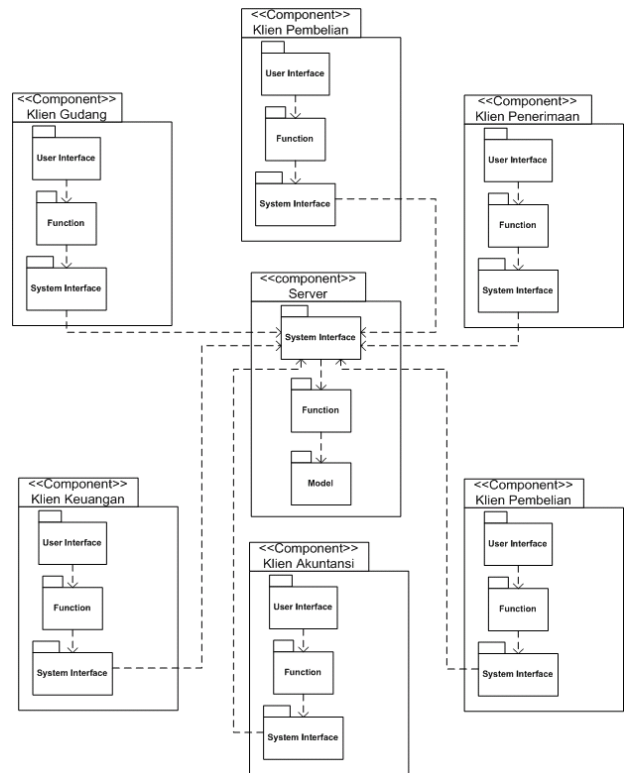 <<Component>>
Klien Pembelian
User Interface
Function
System Interface
<<Component>>
Klien Gudang
User Interface
Function
System Interface
<<Component>>
Klien Penerimaan
User Interface
Function
System Interface
<<component>>
Server
System Interface
Function
Model
<<Component>>
Klien Keuangan
User Interface
Function
System Interface
<<Component>>
Klien Akuntansi
User Interface
Function
System Interface
<<Component>>
Klien Pembelian
User Interface
Function
System Interface